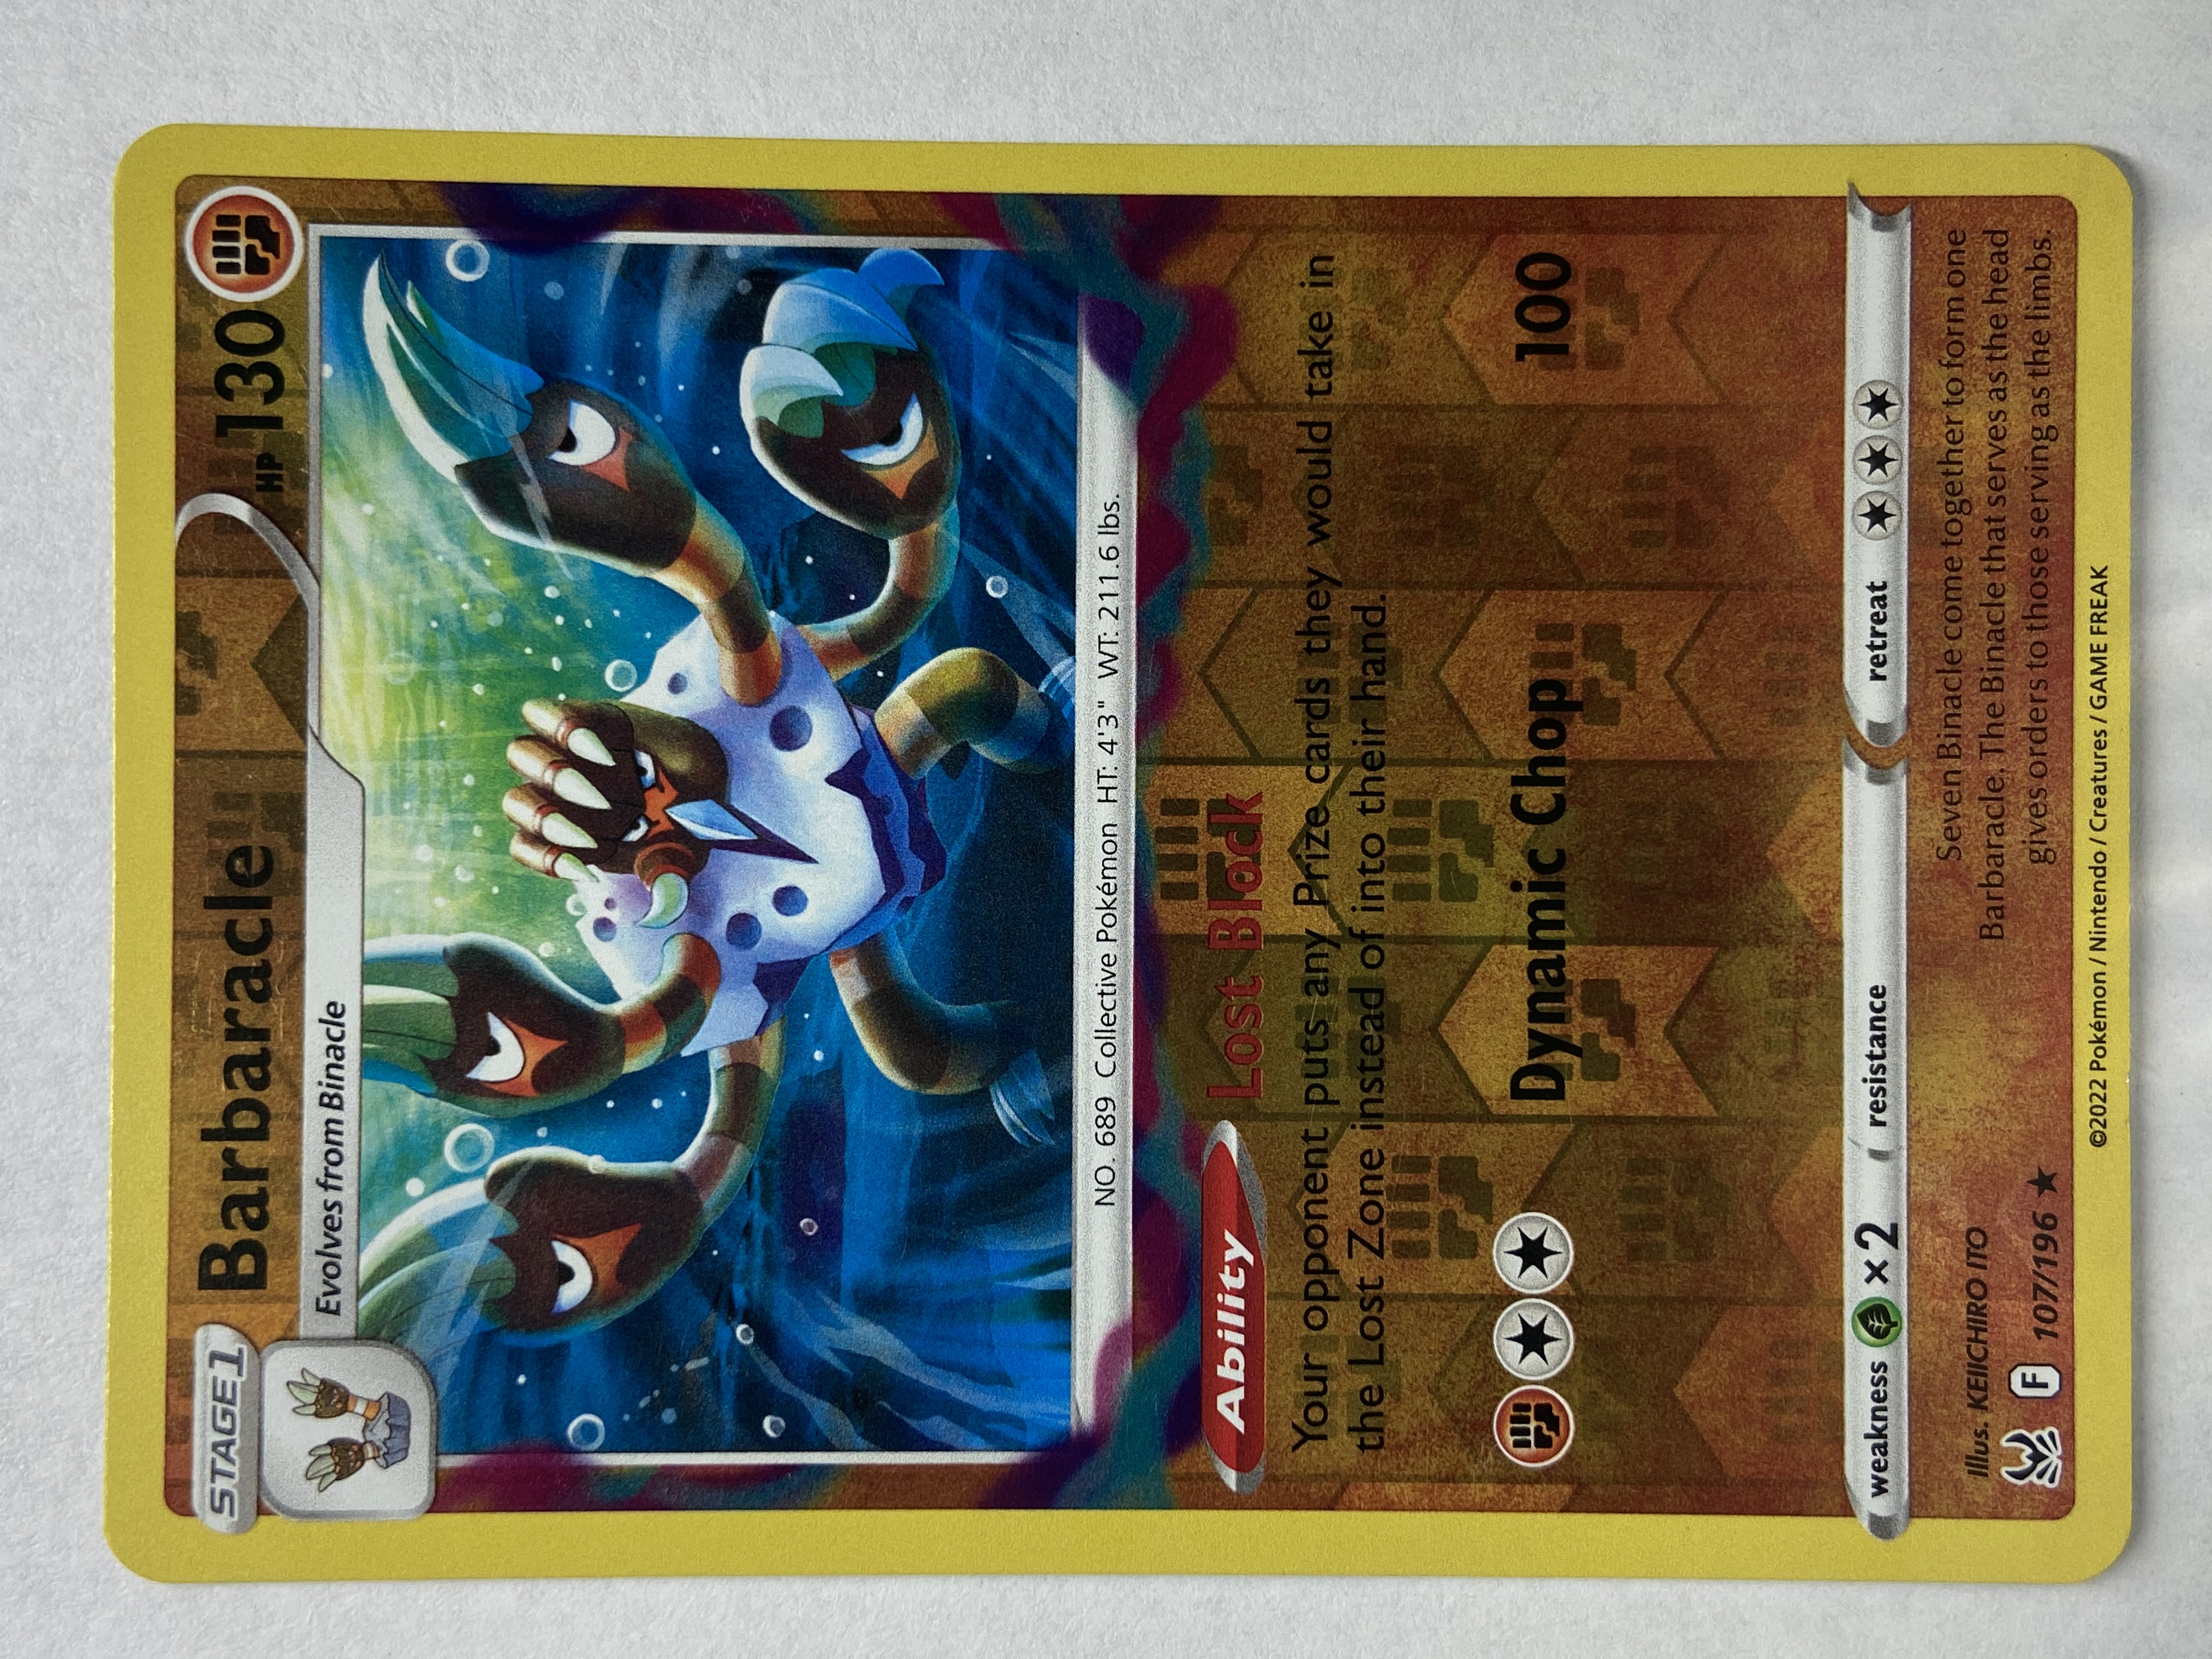 STAGE 1
Barbaracle
HP 130
Evolves from Binacle
NO. 689 Collective Pokémon HT: 4'3" WT: 211.6 lbs.
Ability Lost Block
Your opponent puts any Prize cards they would take in
the Lost Zone instead of into their hand.
Dynamic Chop 100
weakness ×2 resistance retreat
Illus. KEIICHIRO ITO
F 107/196 ★
Seven Binacle come together to form one
Barbaracle. The Binacle that serves as the head
gives orders to those serving as the limbs.
©2022 Pokémon / Nintendo / Creatures / GAME FREAK